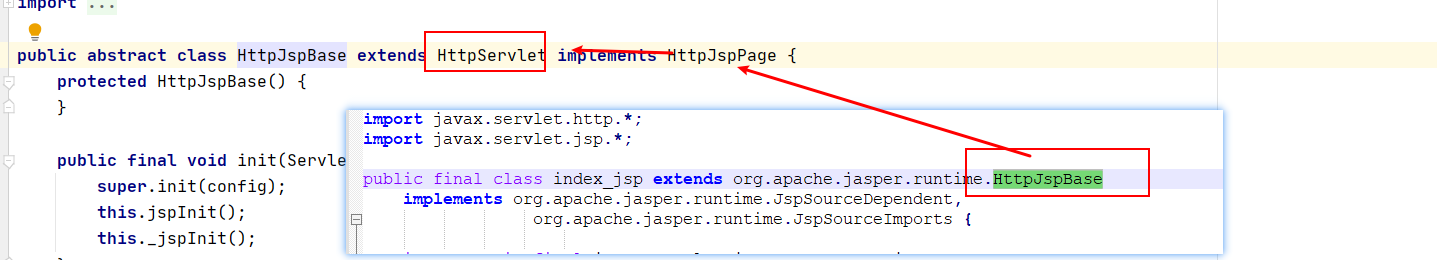 import ...
public abstract class HttpJspBase extends HttpServlet implements HttpJspPage {
protected HttpJspBase() {
}
public final void init(Servle
super.init(config);
this.jspInit();
this._jspInit();
import javax.servlet.http.*;
import javax.servlet.jsp.*;
public final class index_jsp extends org.apache.jasper.runtime.HttpJspBase
implements org.apache.jasper.runtime.JspSourceDependent,
org.apache.jasper.runtime.JspSourceImports {